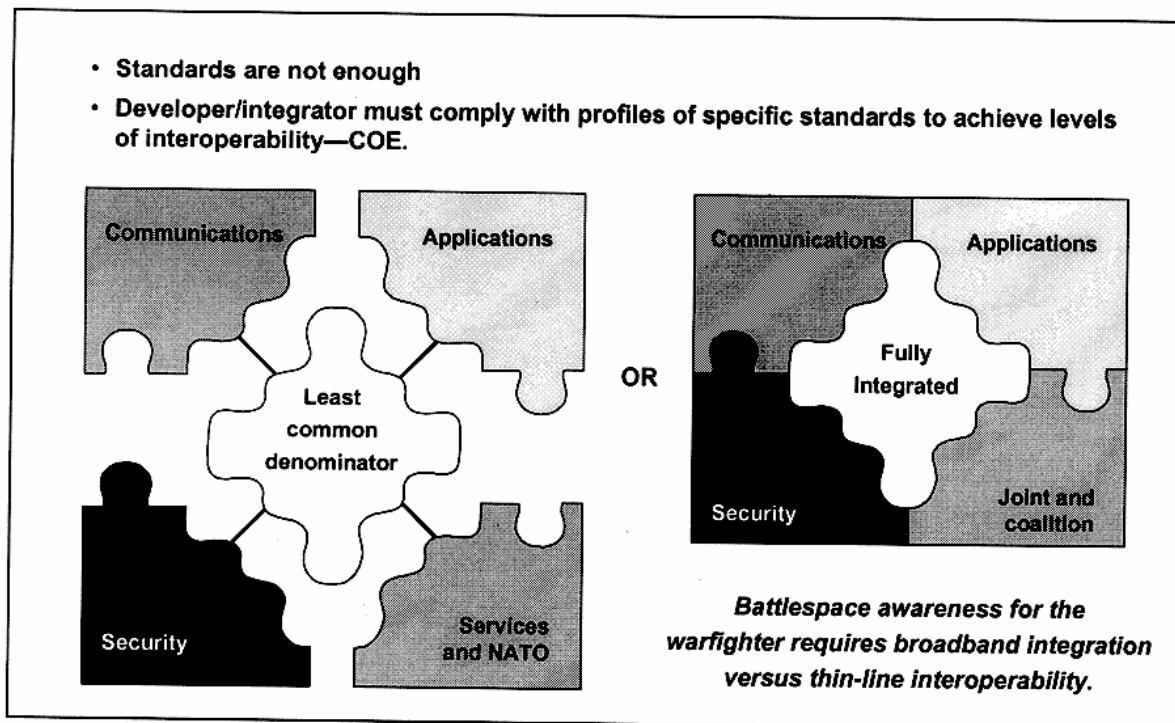 • Standards are not enough
• Developer/integrator must comply with profiles of specific standards to achieve levels
of interoperability—COE.
Communications
Applications
Least
common
denominator
Security
Services
and NATO
OR
Communications
Applications
Fully
Integrated
Security
Joint and
coalition
Battlespace awareness for the
warfighter requires broadband integration
versus thin-line interoperability.